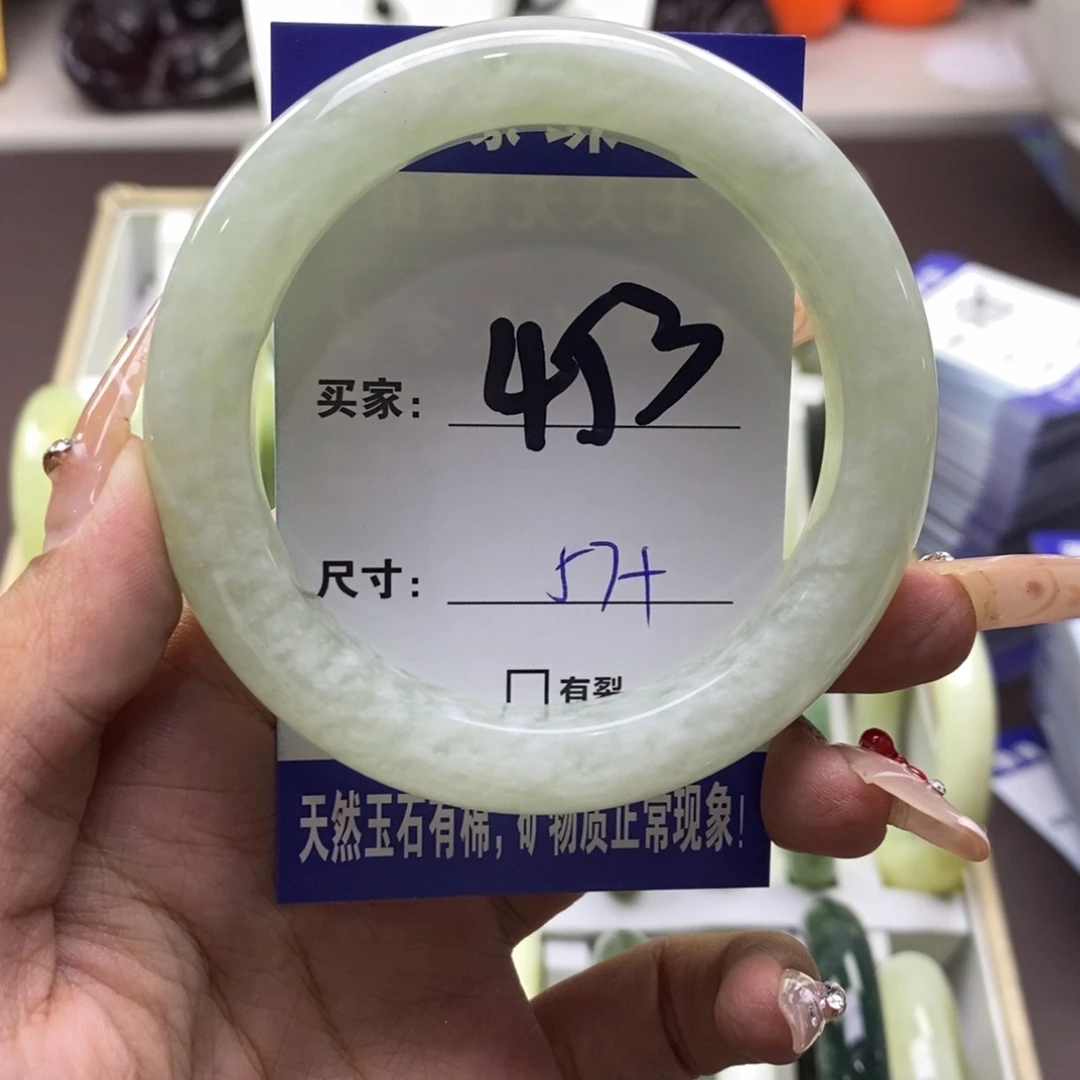 买家: 453
尺寸: 57+
□有裂
天然玉石有棉, 矿物质正常现象!